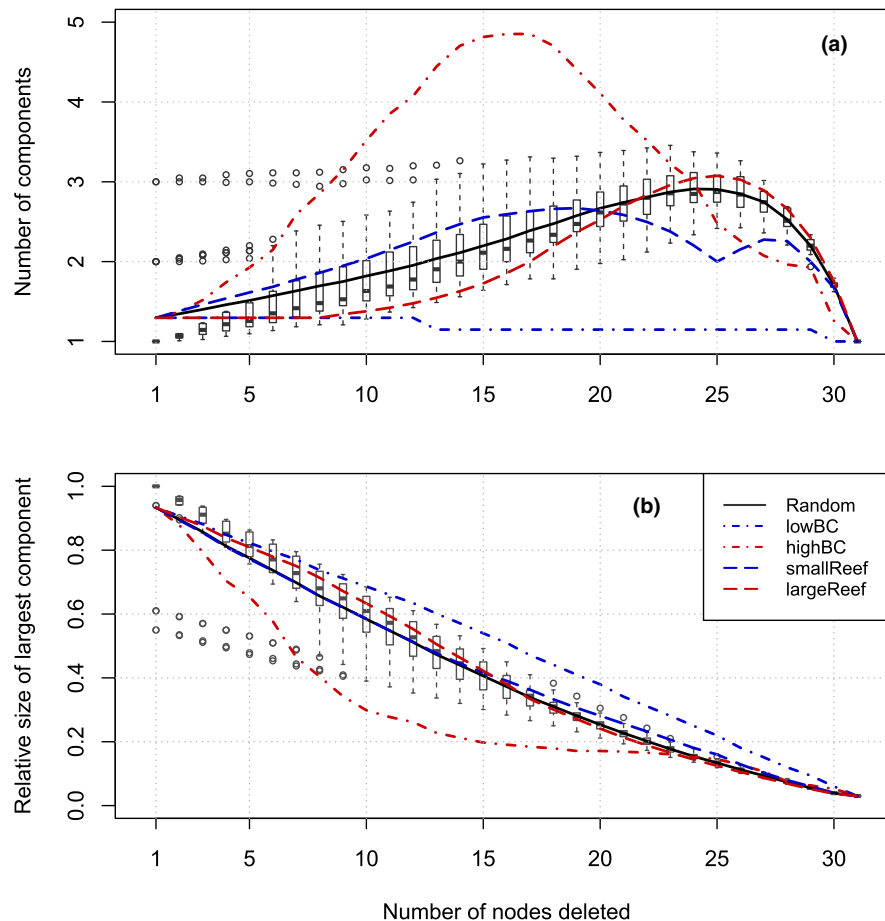 (a)
Number of components
5
4
3
2
1
1 5 10 15 20 25 30
(b)
Relative size of largest component
1.0
0.8
0.6
0.4
0.2
0.0
Random
lowBC
highBC
smallReef
largeReef
1 5 10 15 20 25 30
Number of nodes deleted